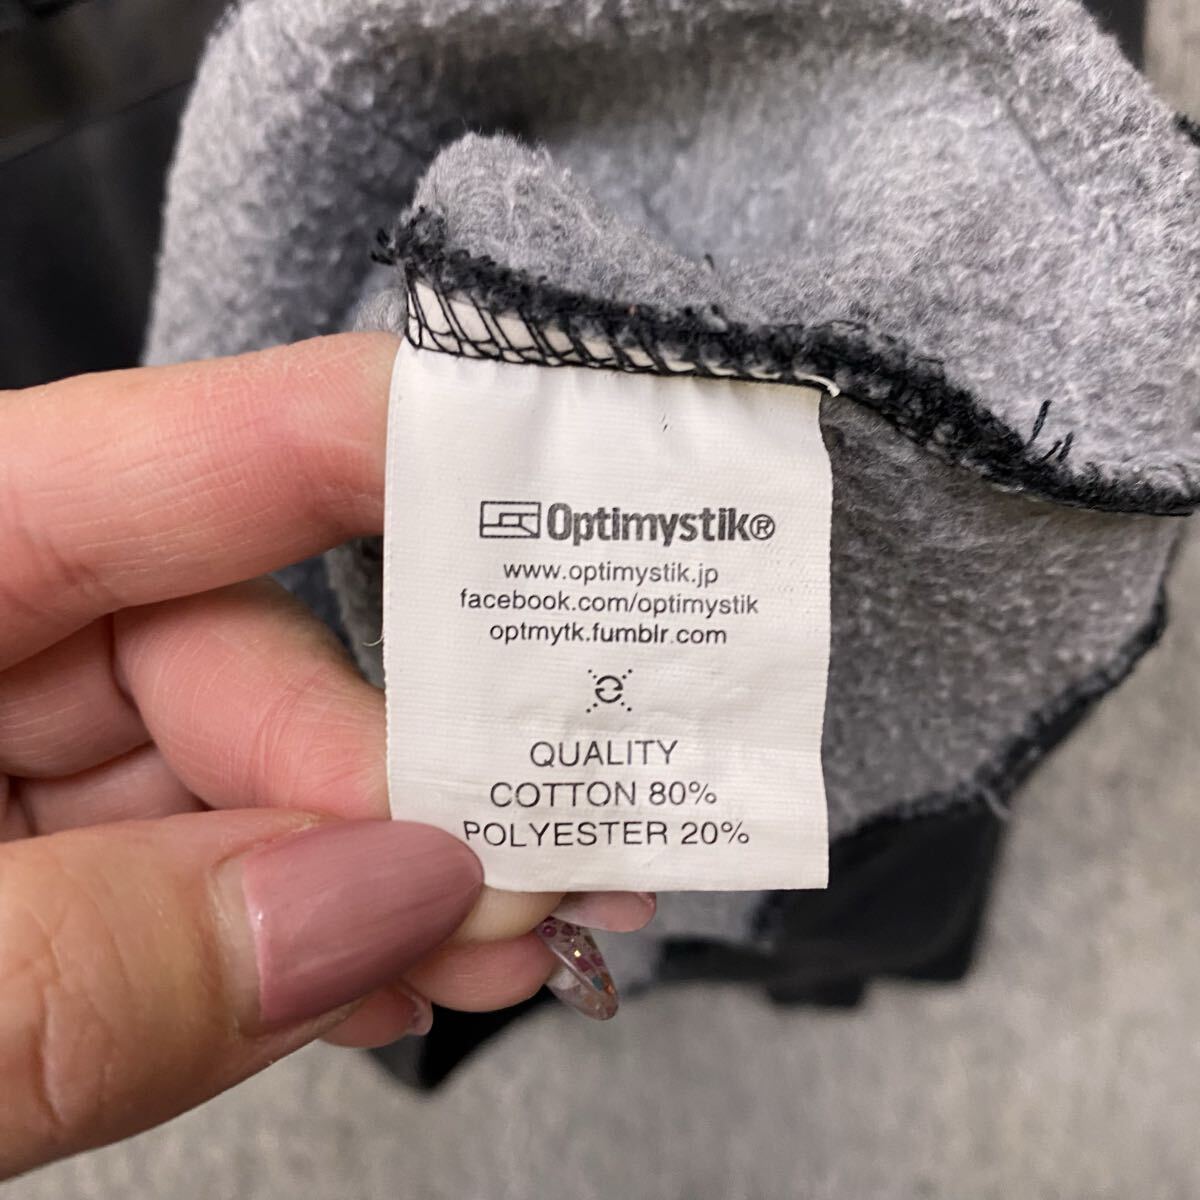 Optimystik®
www.optimystik.jp
facebook.com/optimystik
optmytk.fumblr.com
QUALITY
COTTON 80%
POLYESTER 20%